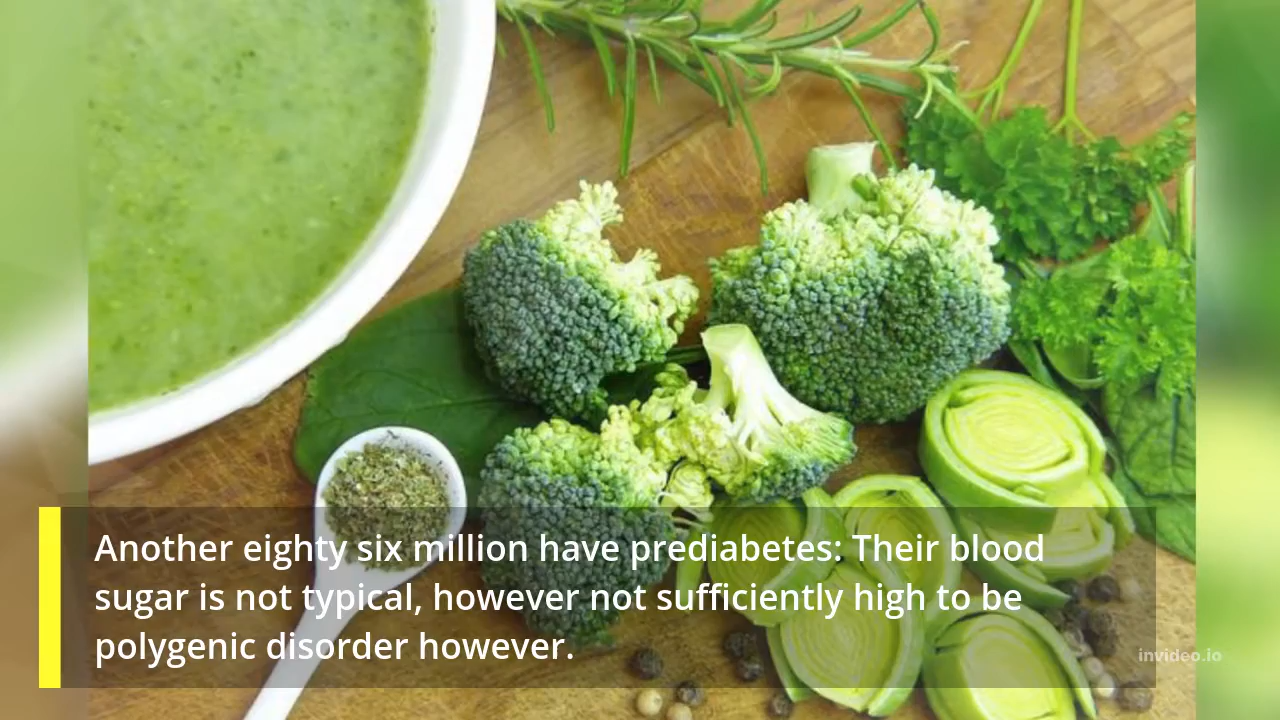 Another eighty six million have prediabetes: Their blood
sugar is not typical, however not sufficiently high to be
polygenic disorder however.
invideo.io